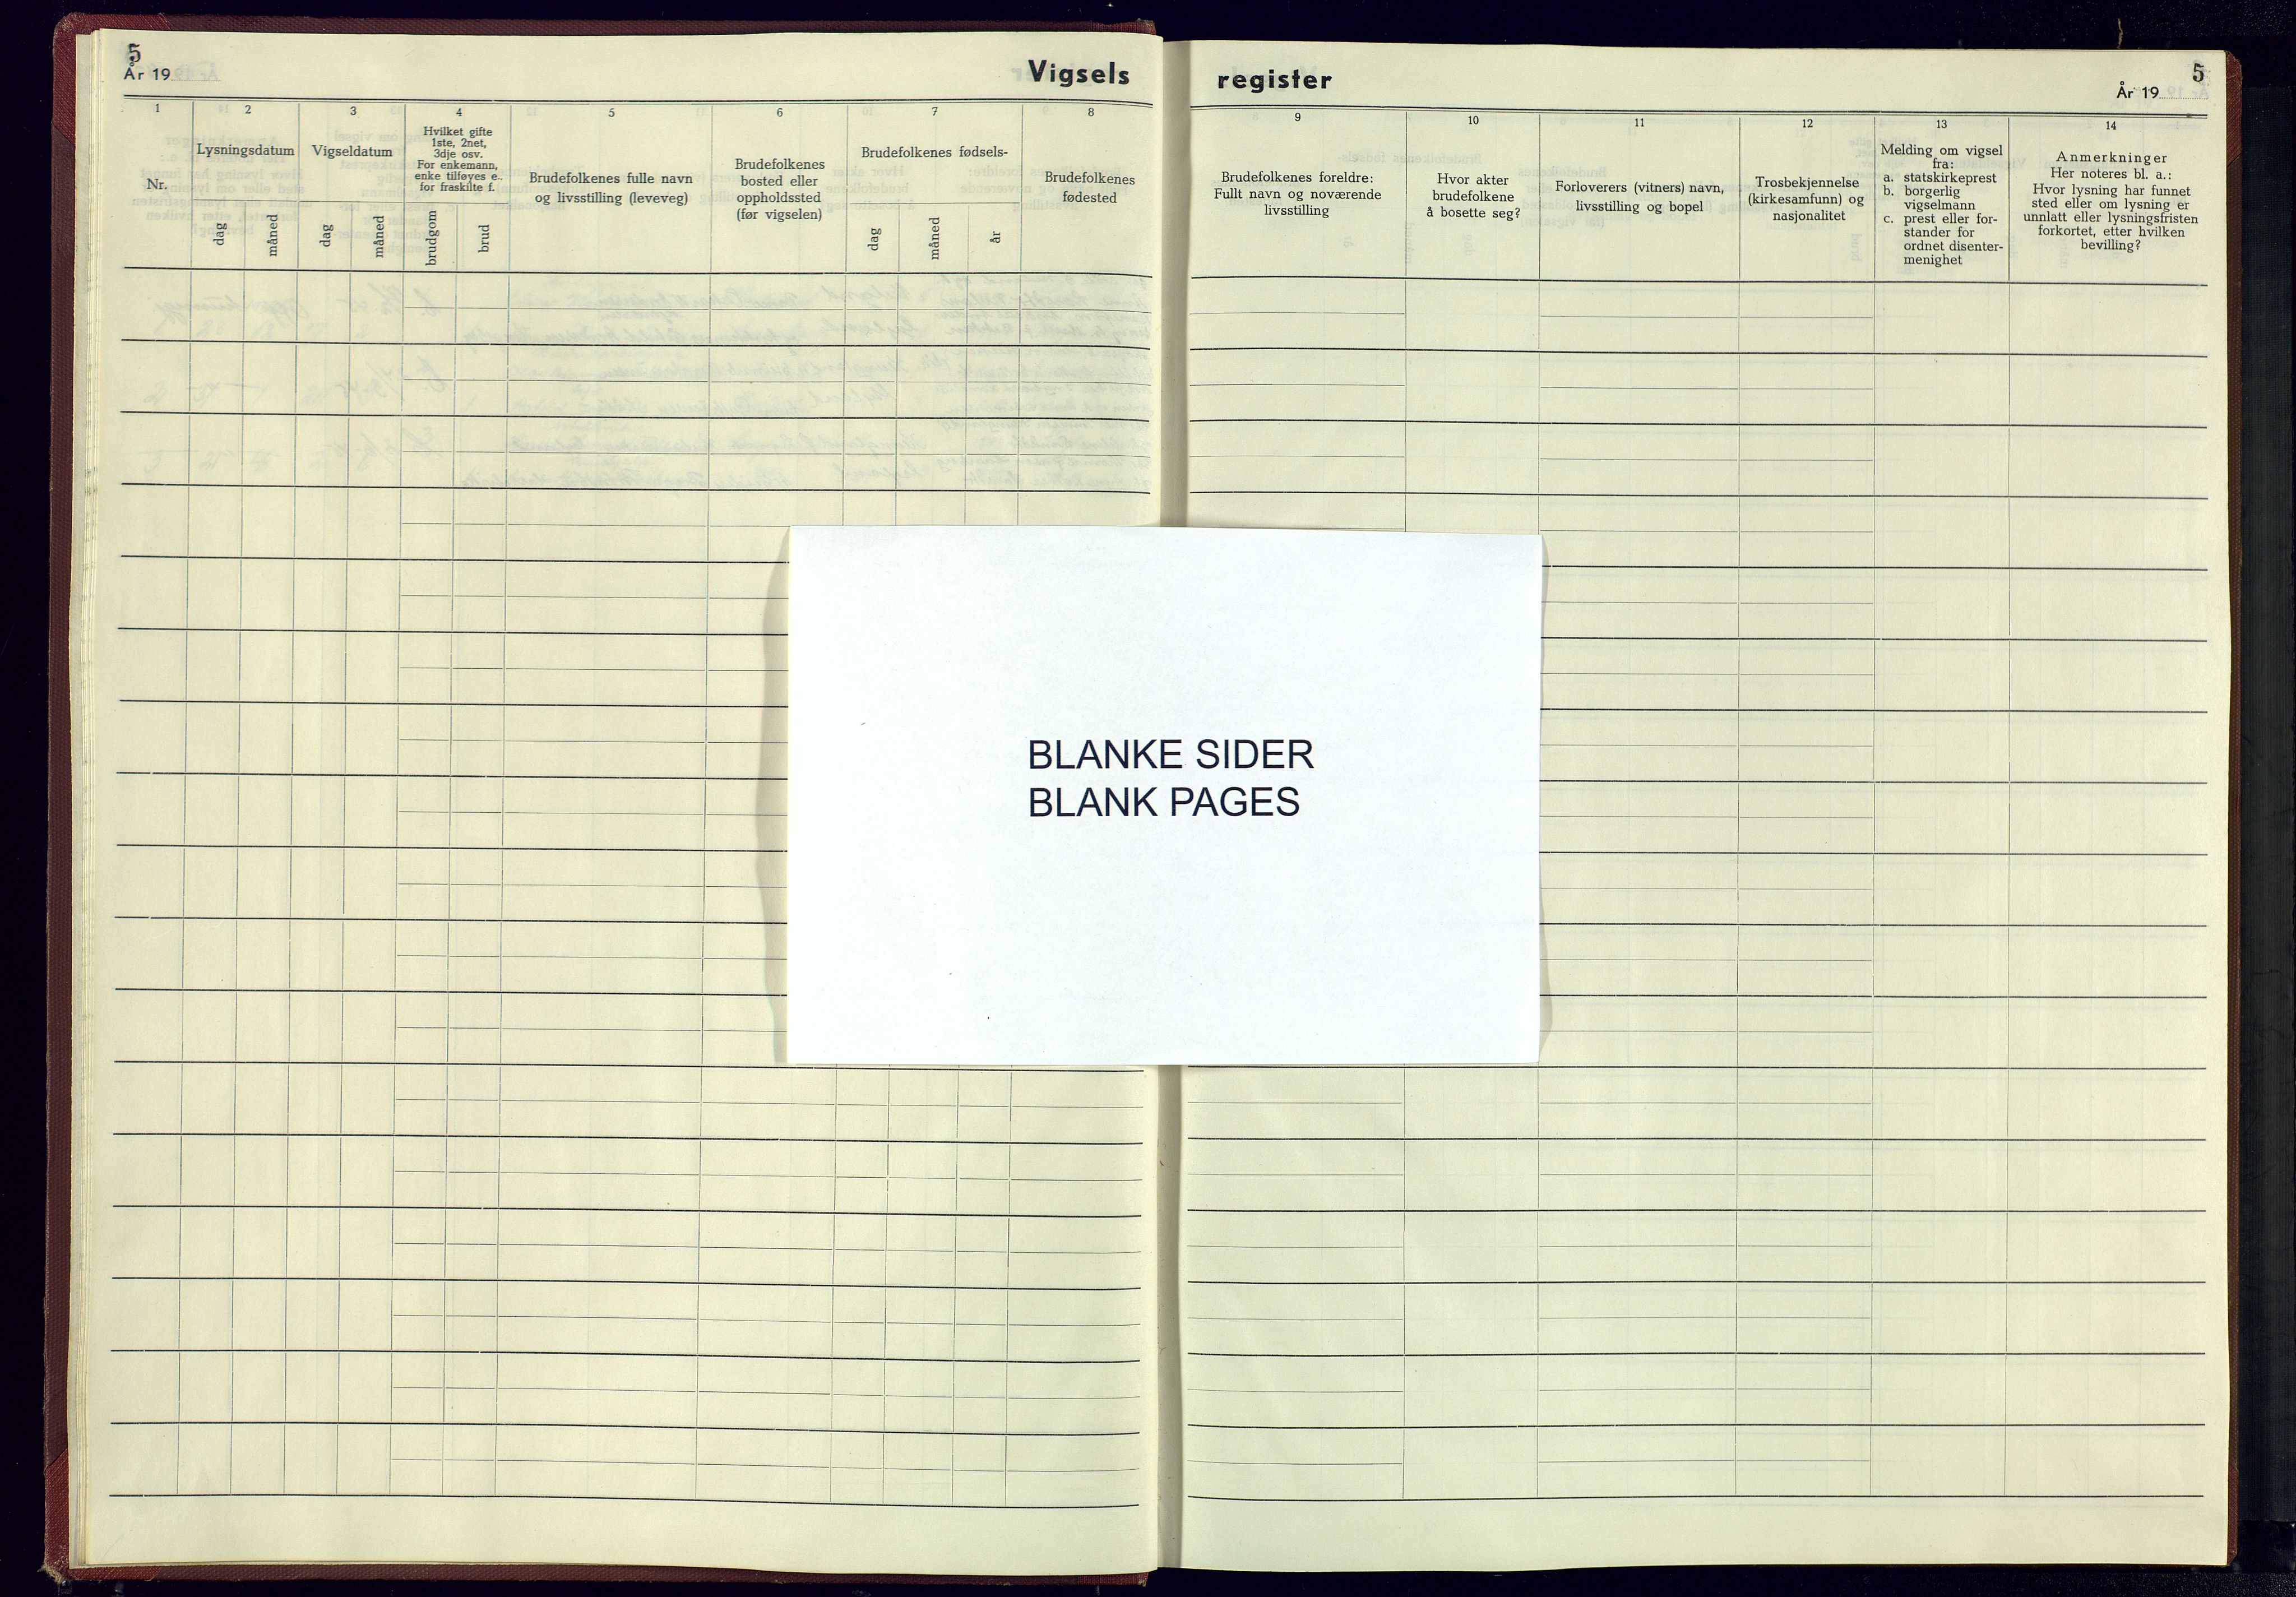 5
År 19
Vigsels
1
2
3
4
5
6
7
8
Nr.
Lysningsdatum
dag
måned
Vigseldatum
dag
måned
Hvilket gifte
1ste, 2net,
3dje osv.
For enkemann,
enke tilføyes e..
for fraskilte f.
brudgom
brud
Brudefolkenes fulle navn
og livsstilling (leveveg)
Brudefolkenes
bosted eller
oppholdssted
(før vigselen)
Brudefolkenes fødsels-
dag
måned
år
Brudefolkenes
fødested
register
5
År 19
9
10
11
12
13
14
Brudefolkenes foreldre:
Fullt navn og noværende
livsstilling
Hvor akter
brudefolkene
å bosette seg?
Forloverers (vitners) navn,
livsstilling og bopel
Trosbekjennelse
(kirkesamfunn) og
nasjonalitet
Melding om vigsel
fra:
a. statskirkeprest
b. borgerlig
vigselmann
c. prest eller for-
stander for
ordnet disenter-
menighet
Anmerkninger
Her noteres bl. a.:
Hvor lysning har funnet
sted eller om lysning er
unnlatt eller lysningsfristen
forkortet, etter hvilken
bevilling?
BLANKE SIDER
BLANK PAGES